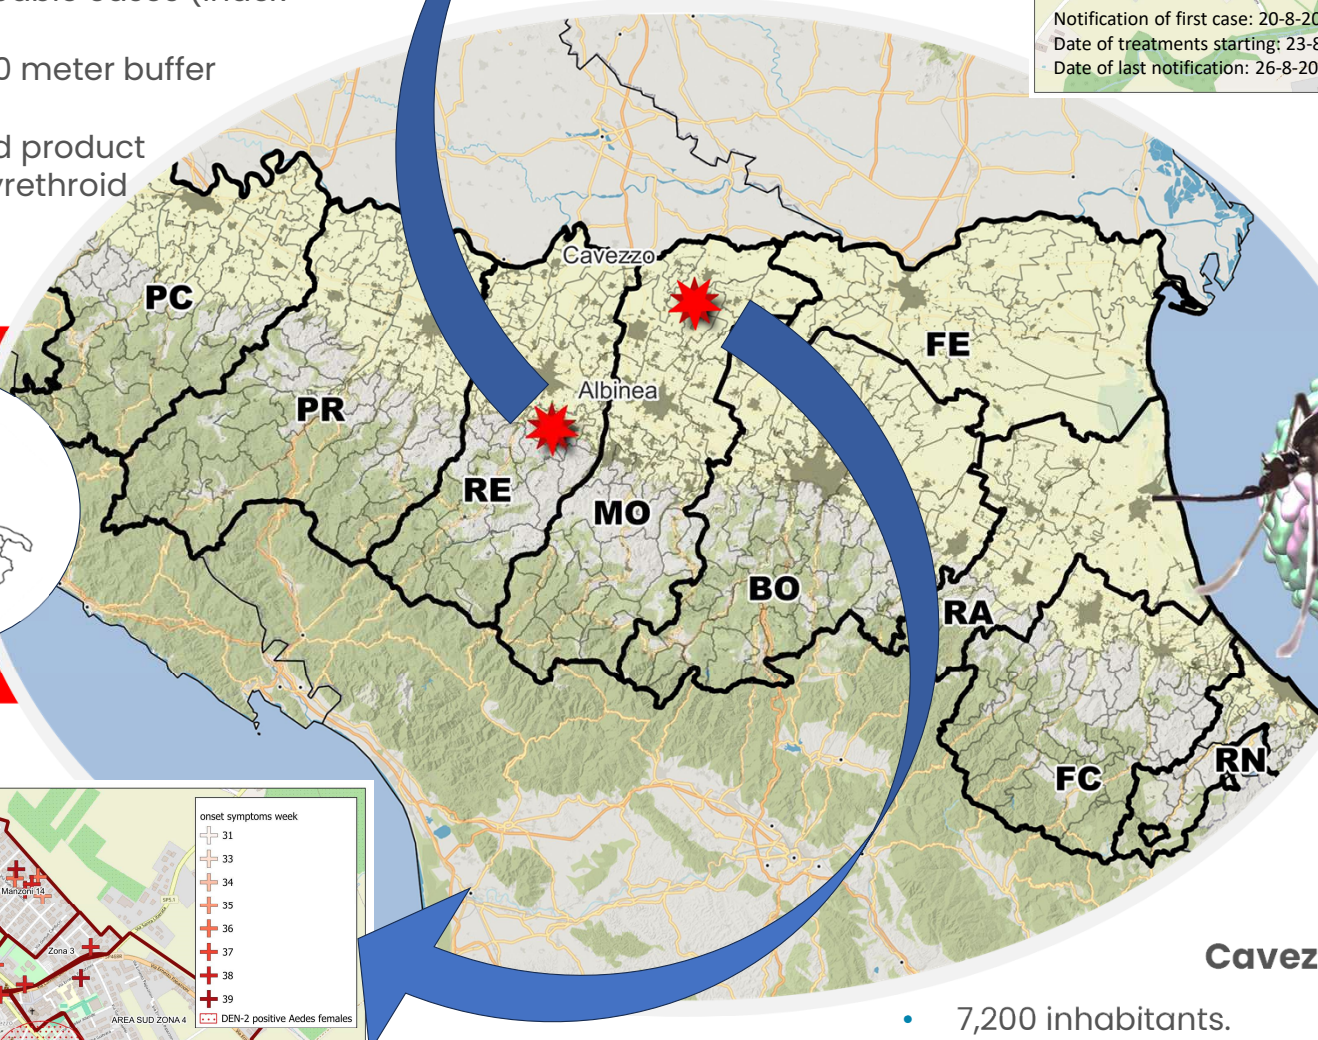 Notification of first case: 20-8-20
Date of treatments starting: 23-8
Date of last notification: 26-8-20
0 meter buffer
d product
yrethroid
Cavezzo
PC
FE
Albinea
PR
RE
MO
BO
RA
FC
RN
onset symptoms week
31
33
34
35
36
37
38
39
DEN-2 positive Aedes females
Manzoni 14
Zona 3
AREA SUD ZONA 4
Cavez
• 7,200 inhabitants.